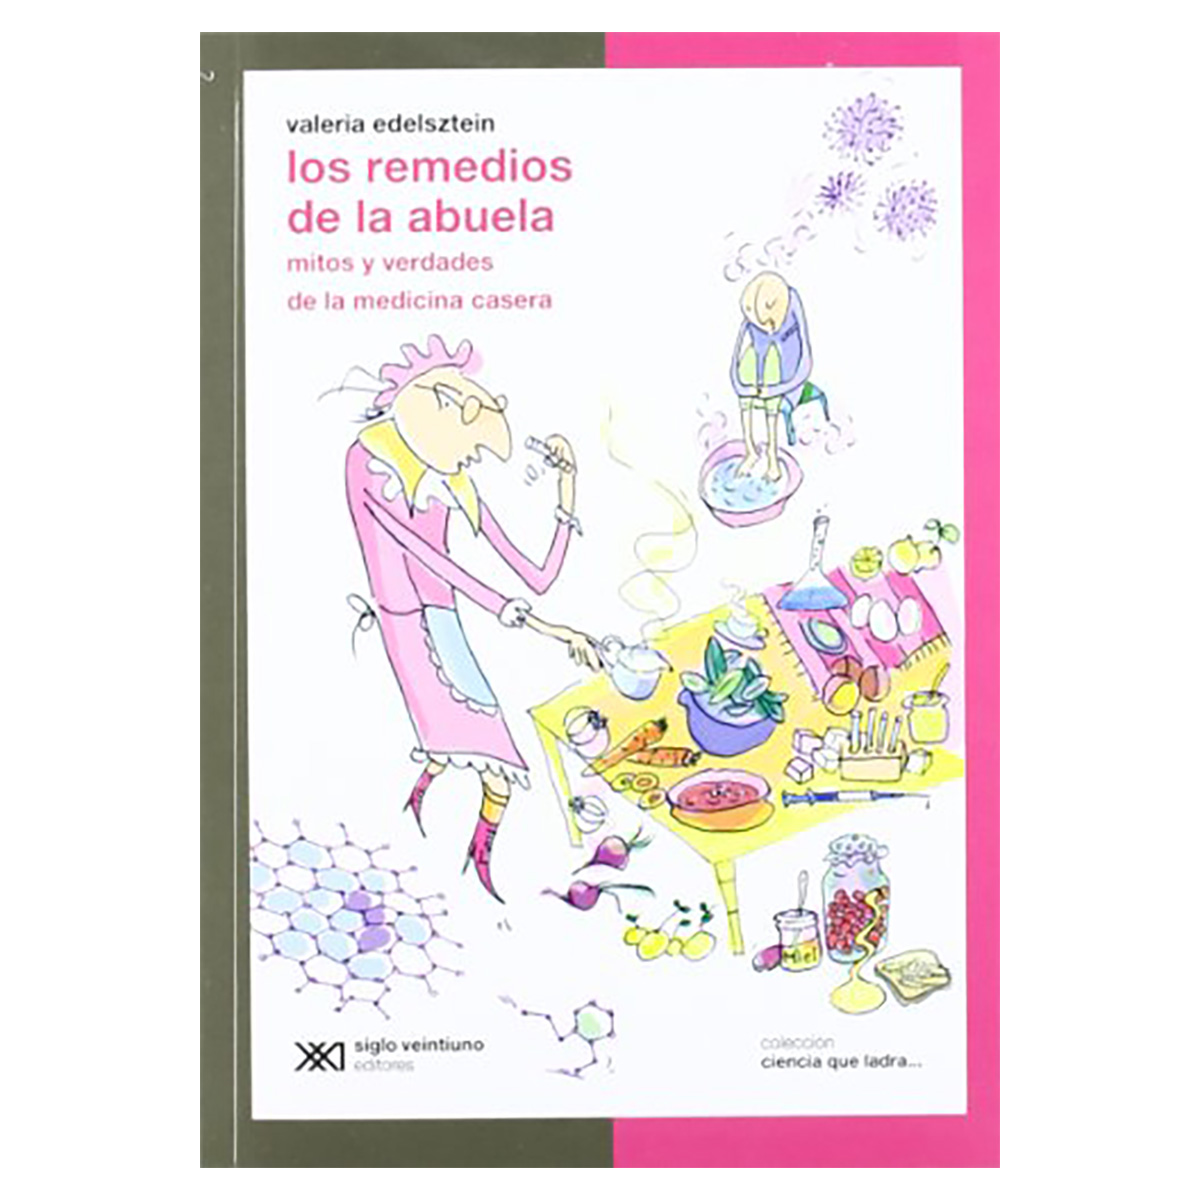 valeria edelsztein
los remedios
de la abuela
mitos y verdades
de la medicina casera
Miel
XXI siglo veintiuno
editores
colección
ciencia que ladra...